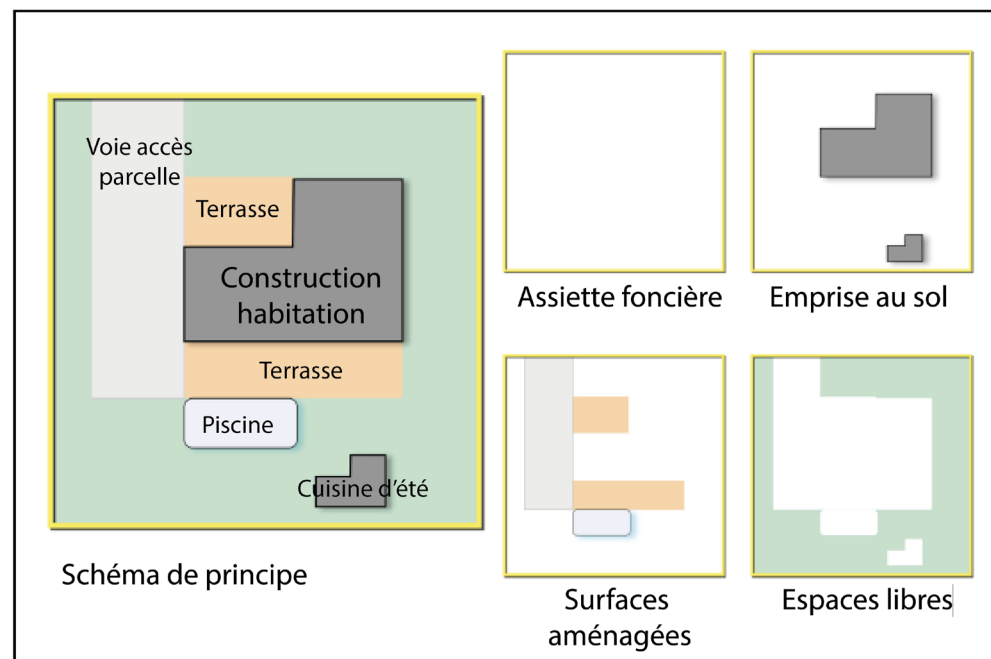 Voie accès
parcelle
Terrasse
Construction
habitation
Terrasse
Piscine
Cuisine d'été
Schéma de principe
Assiette foncière
Emprise au sol
Surfaces
aménagées
Espaces libres